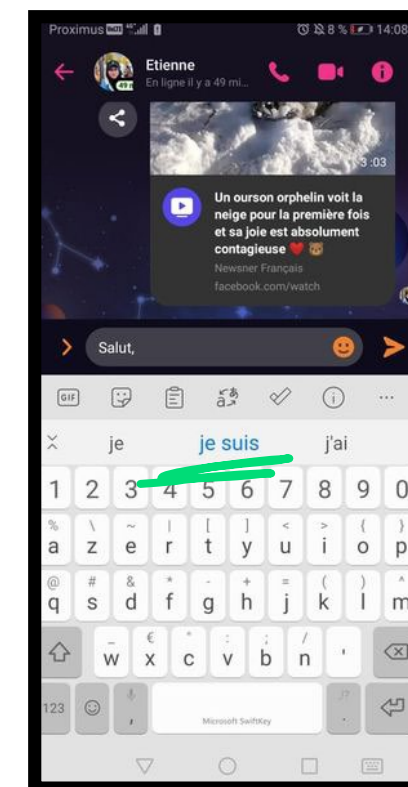 Proximus 8 % 14:08
Etienne
En ligne il y a 49 mi...
3:03
Un ourson orphelin voit la
neige pour la première fois
et sa joie est absolument
contagieuse ❤️ 🐻
Newsner Français
facebook.com/watch
Salut,
GIF
je je suis j'ai
1 2 3 4 5 6 7 8 9 0
% \ ~ | [ ] < > { }
a z e r t y u i o p
@ # & * - + = ( ) ^
q s d f g h j k l m
_ € " : ; /
w x c v b n '
123 , Microsoft SwiftKey .